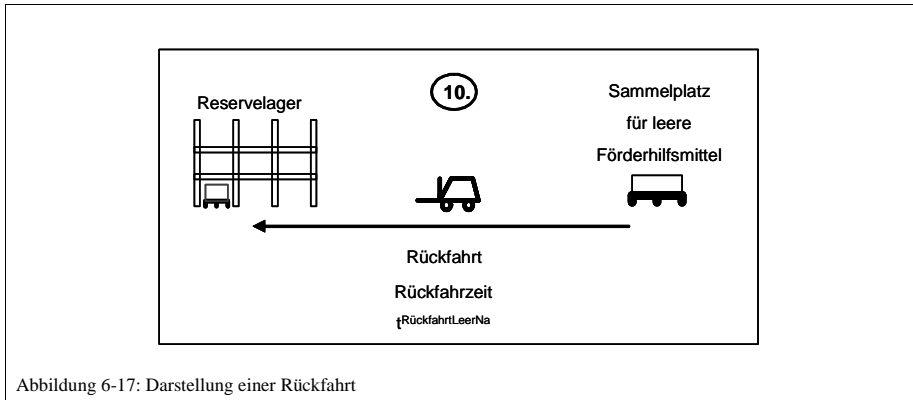 Reservelager
10.
Sammelplatz
für leere
Förderhilfsmittel
Rückfahrt
Rückfahrzeit
tRückfahrtLeerNa
Abbildung 6-17: Darstellung einer Rückfahrt